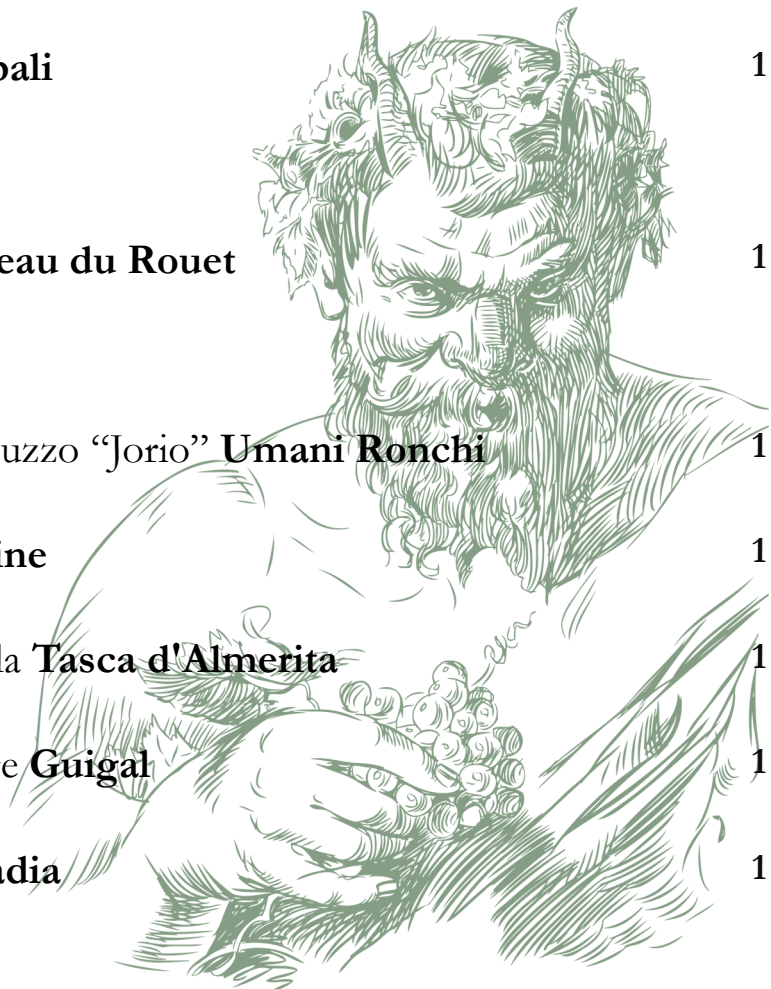 pali 1
eau du Rouet 1
uzzo “Jorio” Umani Ronchi 1
ine 1
la Tasca d'Almerita 1
e Guigal 1
adia 1